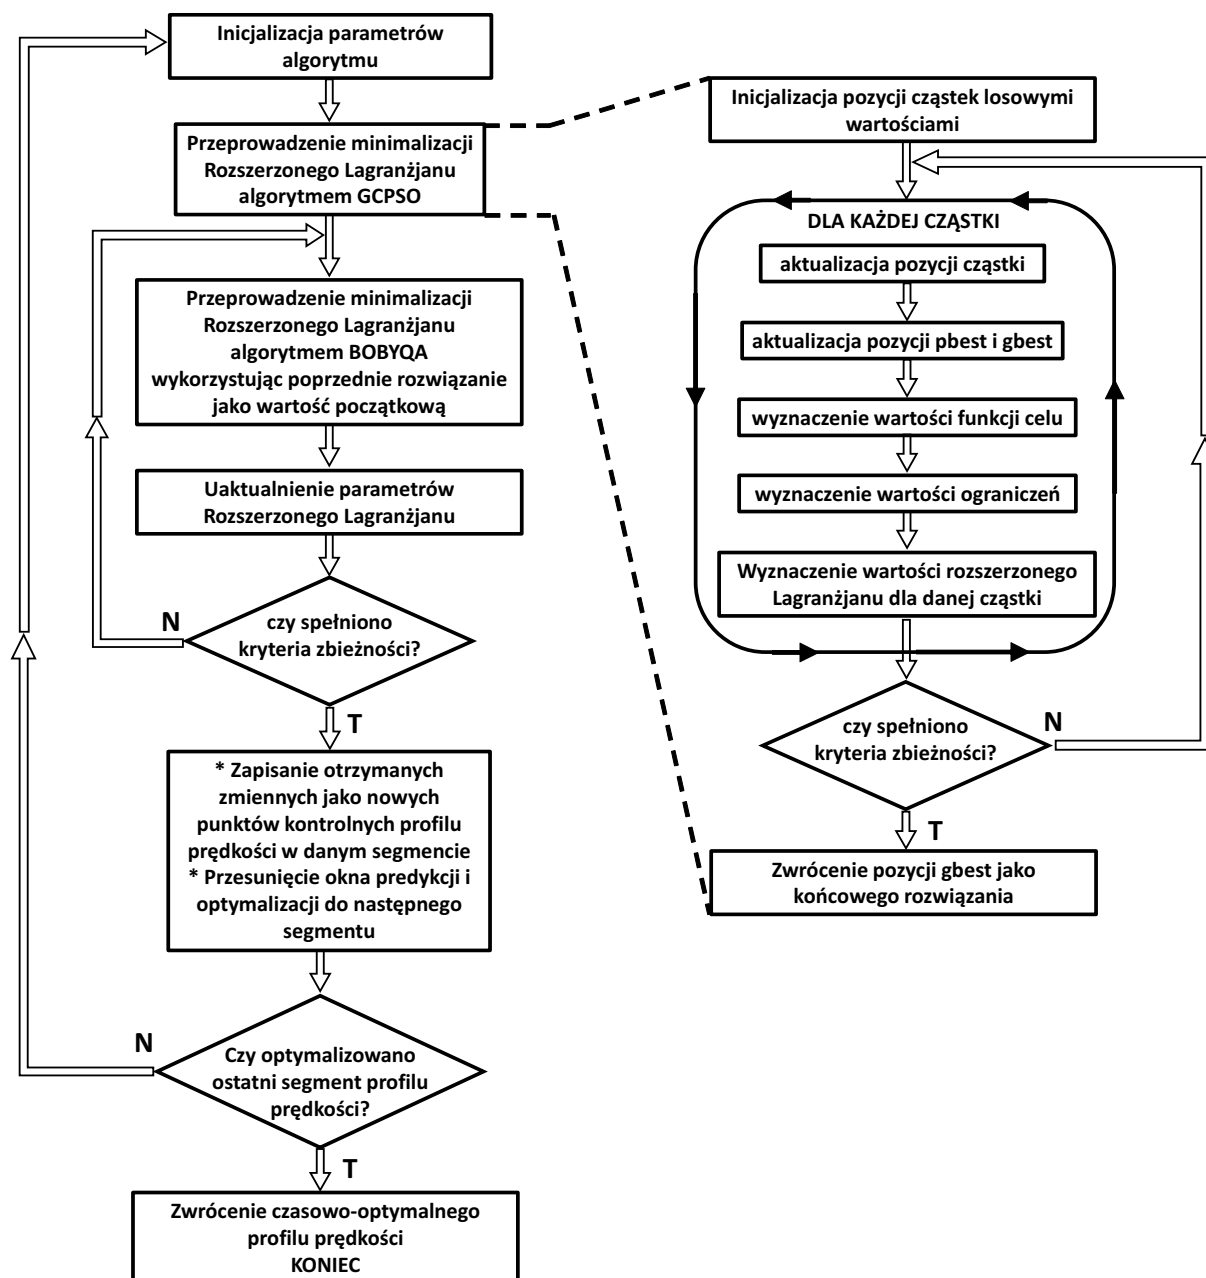 Inicjalizacja parametrów
algorytmu
Przeprowadzenie minimalizacji
Rozszerzonego Lagranżjanu
algorytmem GCPSO
Przeprowadzenie minimalizacji
Rozszerzonego Lagranżjanu
algorytmem BOBYQA
wykorzystując poprzednie rozwiązanie
jako wartość początkową
Uaktualnienie parametrów
Rozszerzonego Lagranżjanu
N
czy spełniono
kryteria zbieżności?
T
* Zapisanie otrzymanych
zmiennych jako nowych
punktów kontrolnych profilu
prędkości w danym segmencie
* Przesunięcie okna predykcji i
optymalizacji do następnego
segmentu
N
Czy optymalizowano
ostatni segment profilu
prędkości?
T
Zwrócenie czasowo-optymalnego
profilu prędkości
KONIEC
Inicjalizacja pozycji cząstek losowymi
wartościami
DLA KAŻDEJ CZĄSTKI
aktualizacja pozycji cząstki
aktualizacja pozycji pbest i gbest
wyznaczenie wartości funkcji celu
wyznaczenie wartości ograniczeń
Wyznaczenie wartości rozszerzonego
Lagranżjanu dla danej cząstki
czy spełniono
kryteria zbieżności?
N
T
Zwrócenie pozycji gbest jako
końcowego rozwiązania